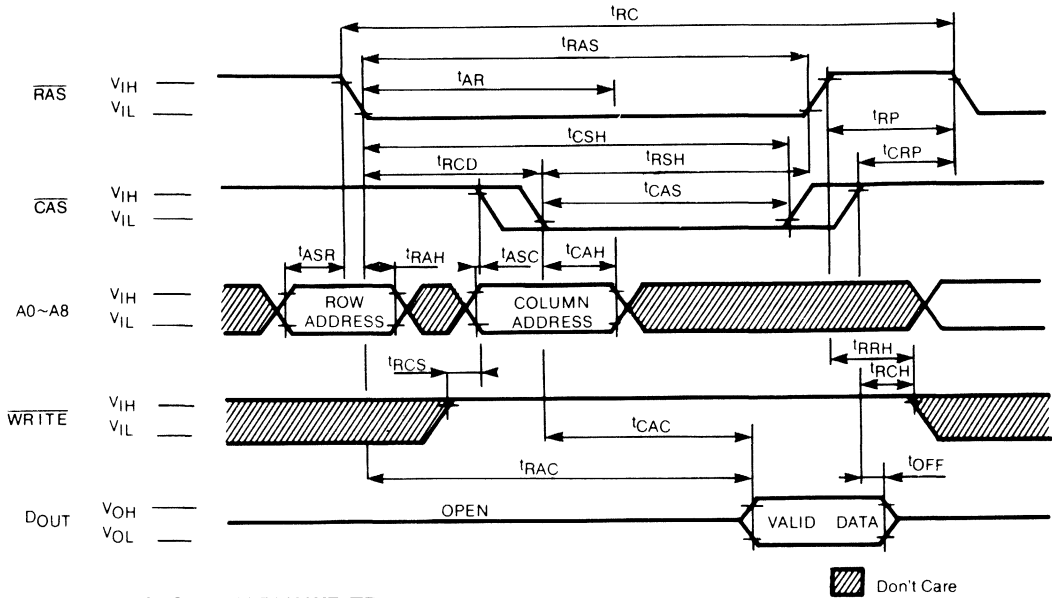 tRC
tRAS
tAR
RAS
VIH
VIL
tRP
tCSH
tCRP
tRCD
tRSH
CAS
VIH
VIL
tCAS
tASR
tRAH
tASC
tCAH
A0~A8
VIH
VIL
ROW ADDRESS
COLUMN ADDRESS
tRRH
tRCS
tRCH
WRITE
VIH
VIL
tCAC
tRAC
tOFF
DOUT
VOH
VOL
OPEN
VALID DATA
Don't Care